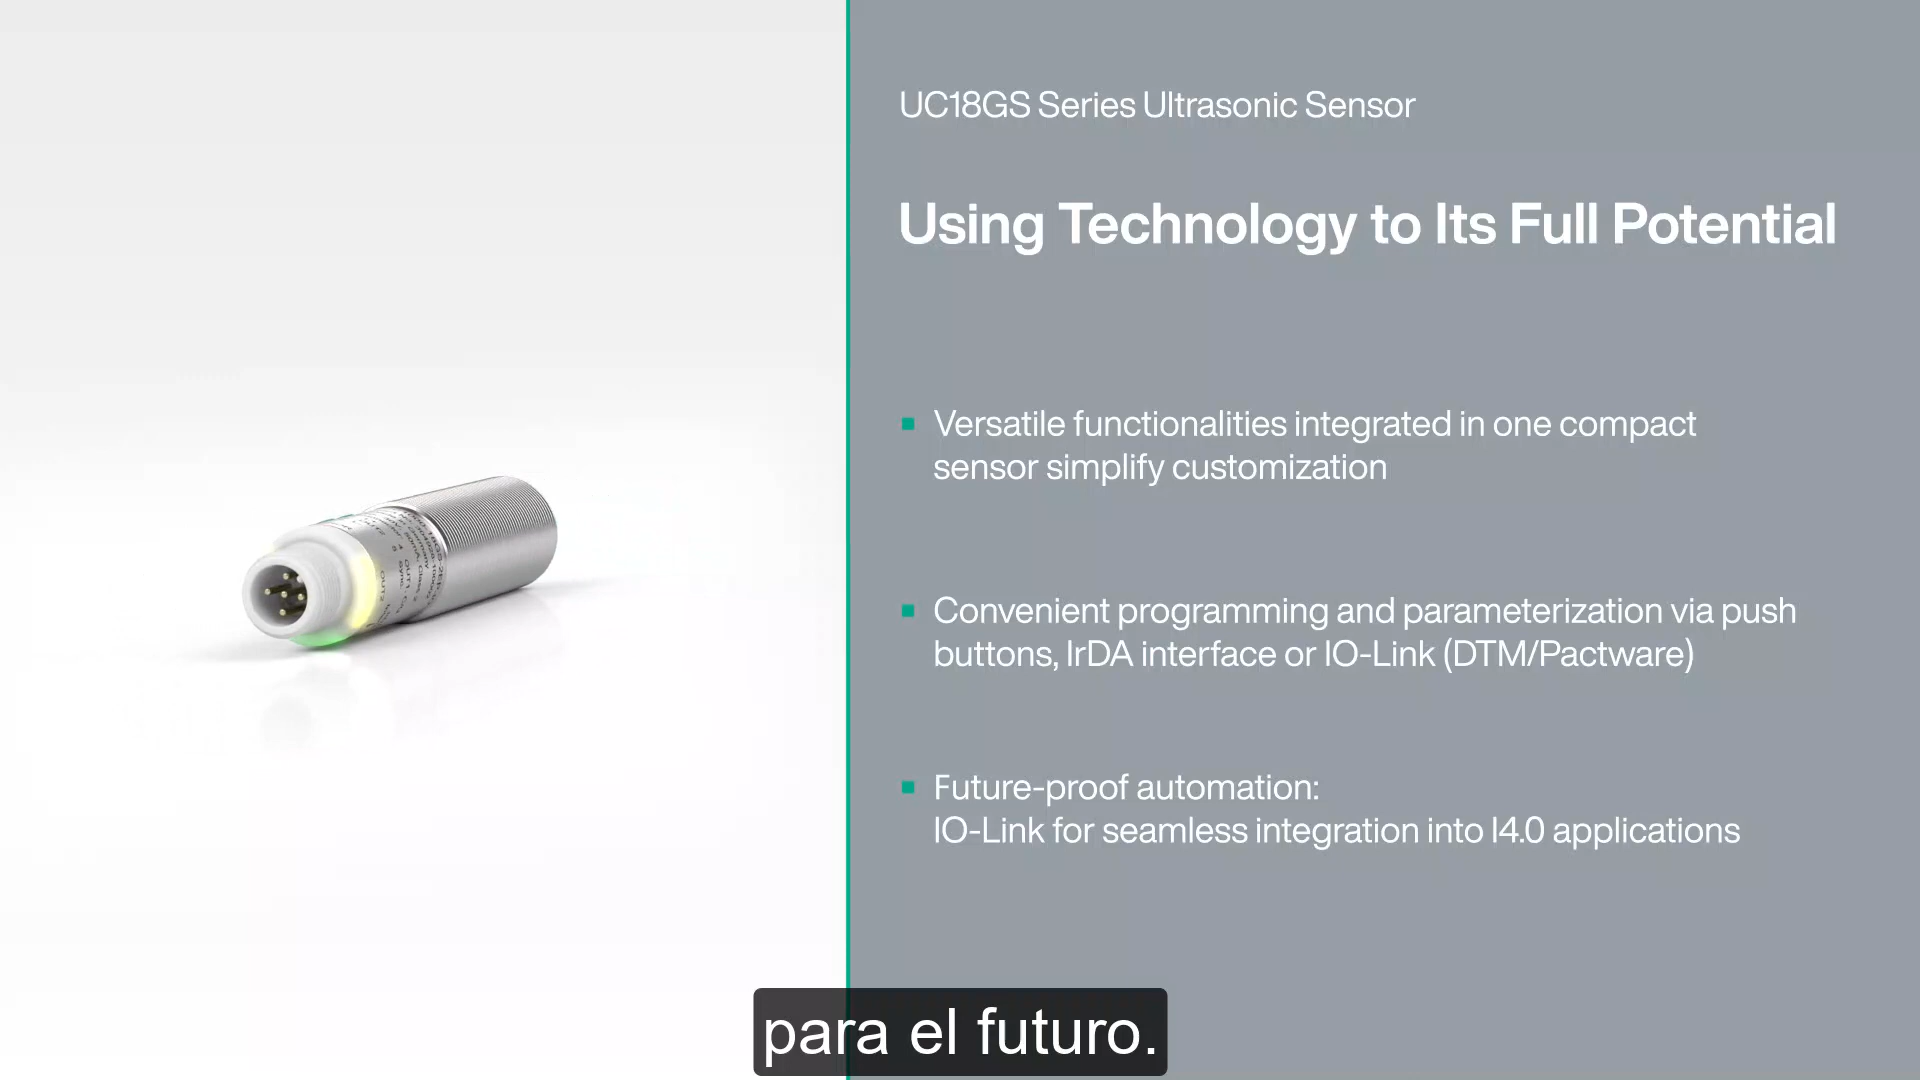 UC18GS Series Ultrasonic Sensor
Using Technology to Its Full Potential
Versatile functionalities integrated in one compact
sensor simplify customization
Convenient programming and parameterization via push
buttons, IrDA interface or IO-Link (DTM/Pactware)
Future-proof automation:
IO-Link for seamless integration into I4.0 applications
para el futuro.